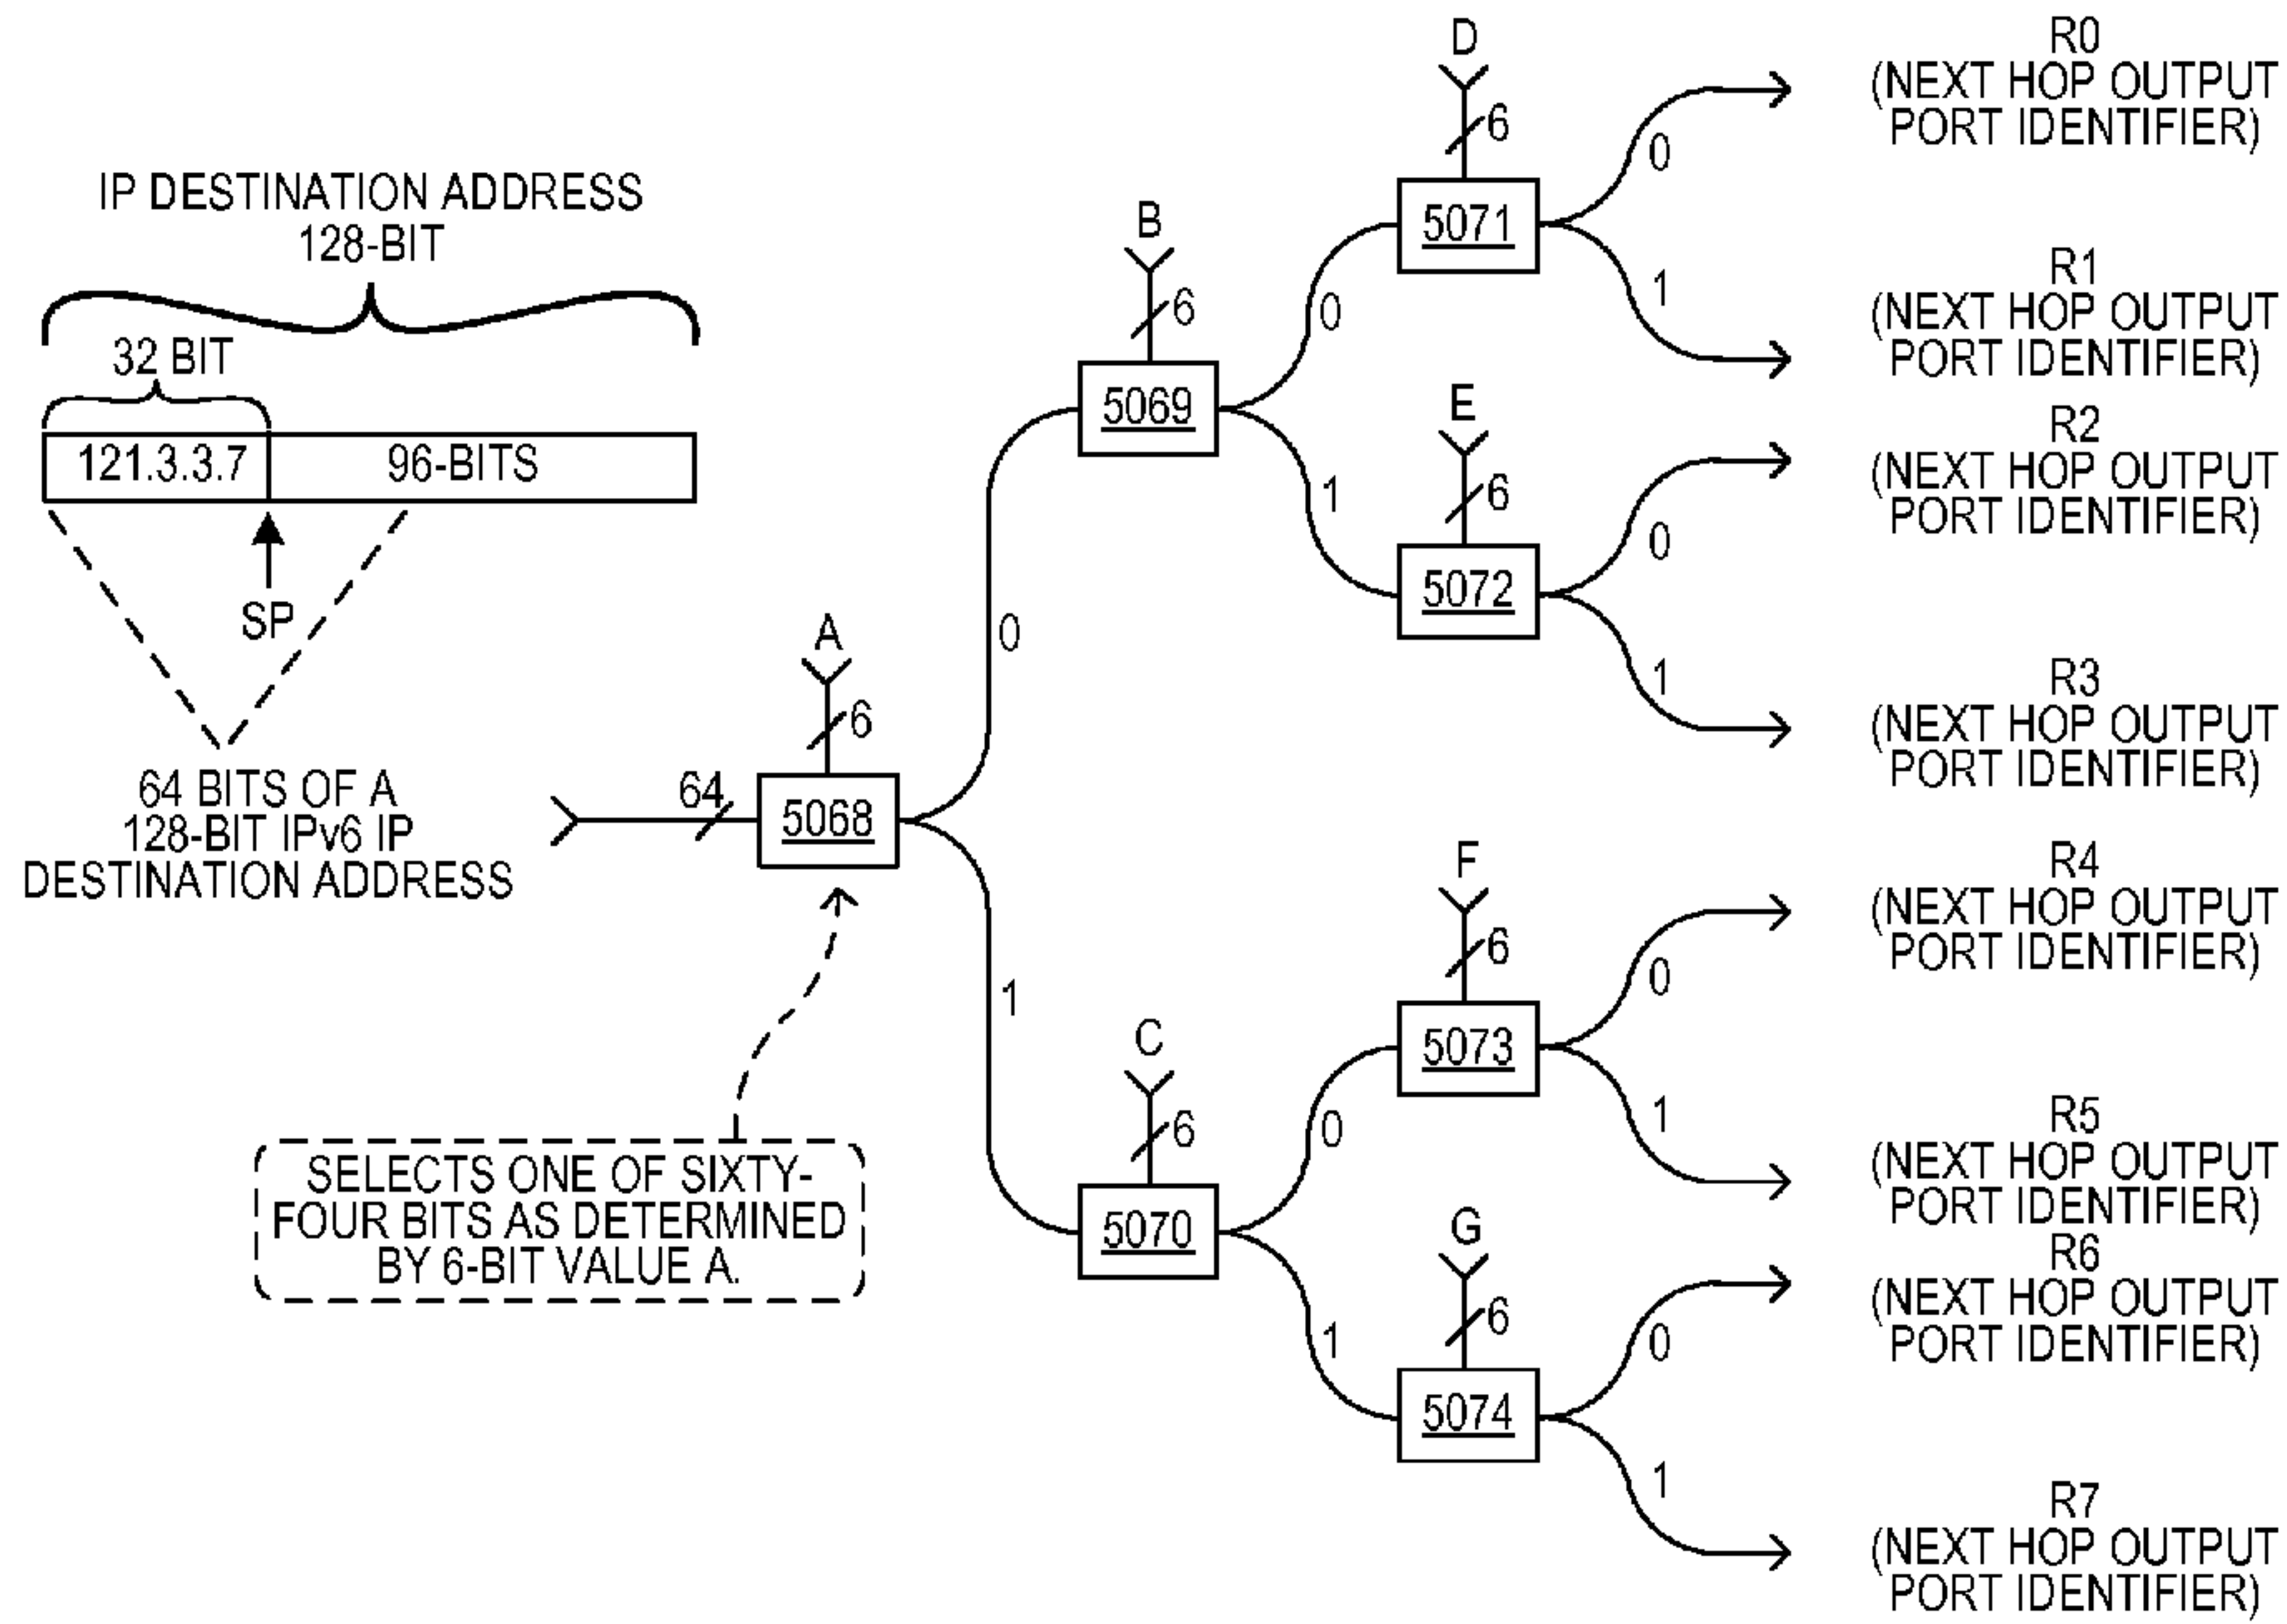 IP DESTINATION ADDRESS
128-BIT
32 BIT
121.3.3.7
96-BITS
SP
64 BITS OF A
128-BIT IPv6 IP
DESTINATION ADDRESS
64
A
6
5068
SELECTS ONE OF SIXTY-
FOUR BITS AS DETERMINED
BY 6-BIT VALUE A.
0
1
B
6
5069
0
1
C
6
5070
0
1
D
6
5071
0
1
E
6
5072
0
1
F
6
5073
0
1
G
6
5074
0
1
R0
(NEXT HOP OUTPUT
PORT IDENTIFIER)
R1
(NEXT HOP OUTPUT
PORT IDENTIFIER)
R2
(NEXT HOP OUTPUT
PORT IDENTIFIER)
R3
(NEXT HOP OUTPUT
PORT IDENTIFIER)
R4
(NEXT HOP OUTPUT
PORT IDENTIFIER)
R5
(NEXT HOP OUTPUT
PORT IDENTIFIER)
R6
(NEXT HOP OUTPUT
PORT IDENTIFIER)
R7
(NEXT HOP OUTPUT
PORT IDENTIFIER)